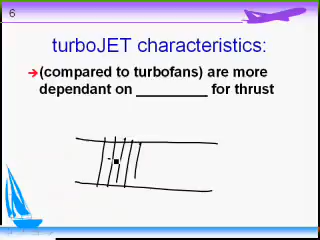 6
turboJET characteristics:
(compared to turbofans) are more
dependant on _________ for thrust